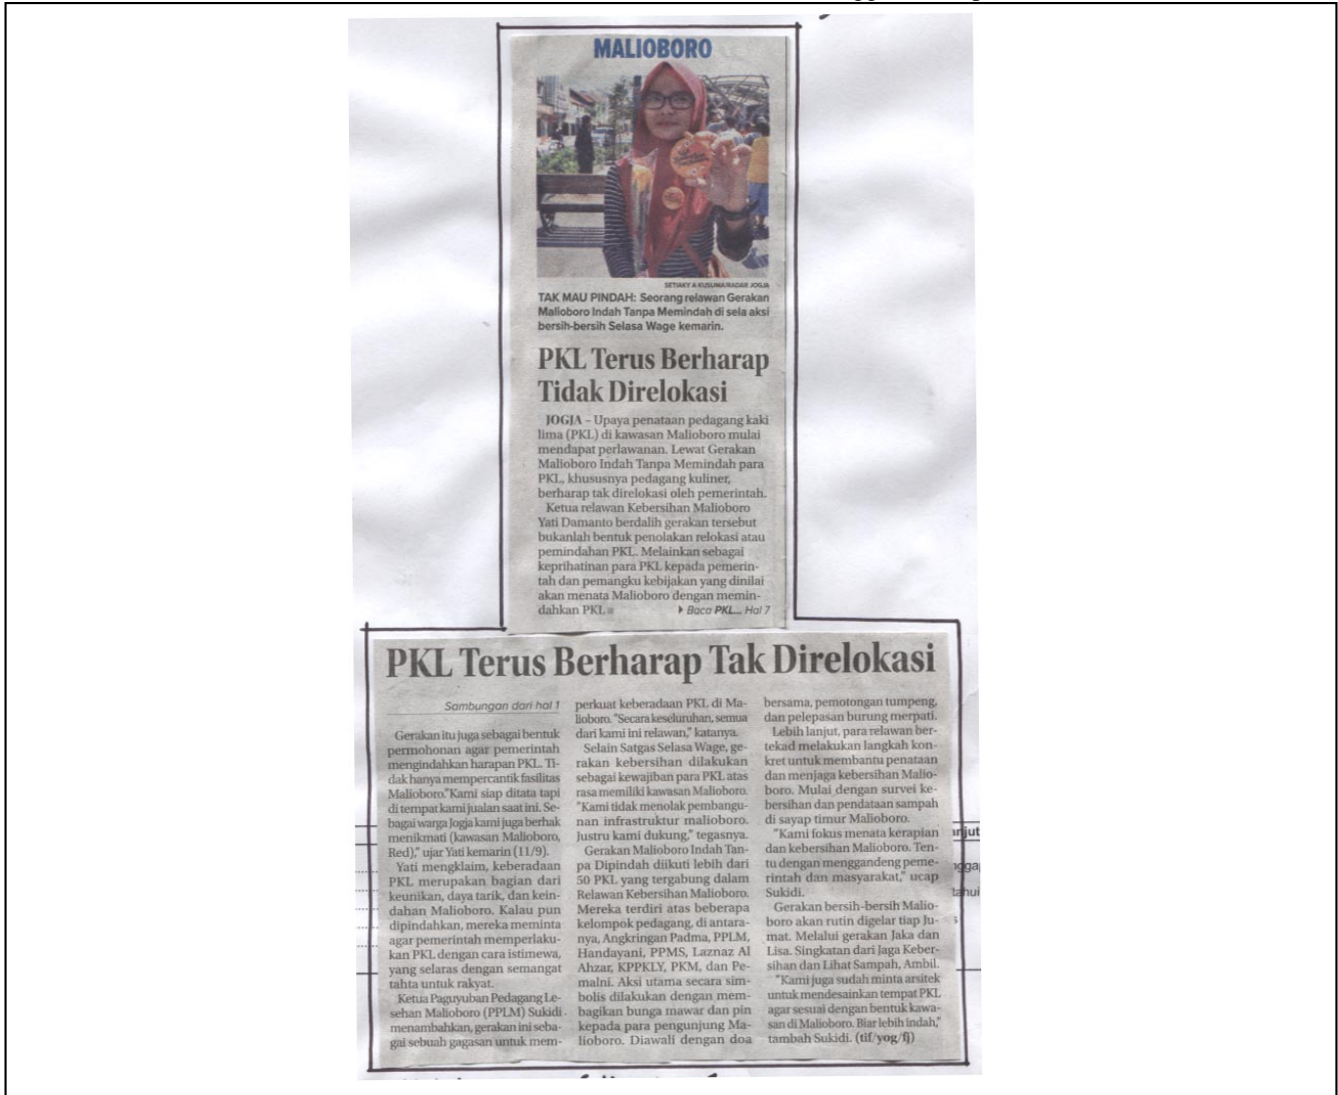 MALIOBORO
SETIAKY A KUSUMA/RADAR JOGJA
TAK MAU PINDAH: Seorang relawan Gerakan
Malioboro Indah Tanpa Memindah di sela aksi
bersih-bersih Selasa Wage kemarin.
PKL Terus Berharap
Tidak Direlokasi
JOGJA – Upaya penataan pedagang kaki
lima (PKL) di kawasan Malioboro mulai
mendapat perlawanan. Lewat Gerakan
Malioboro Indah Tanpa Memindah para
PKL, khususnya pedagang kuliner,
berharap tak direlokasi oleh pemerintah.
Ketua relawan Kebersihan Malioboro
Yati Damanto berdalih gerakan tersebut
bukanlah bentuk penolakan relokasi atau
pemindahan PKL. Melainkan sebagai
keprihatinan para PKL kepada pemerin-
tah dan pemangku kebijakan yang dinilai
akan menata Malioboro dengan memin-
dahkan PKL
Baca PKL... Hal 7
PKL Terus Berharap Tak Direlokasi
Sambungan dari hal 1
Gerakan itu juga sebagai bentuk
permohonan agar pemerintah
mengindahkan harapan PKL. Ti-
dak hanya mempercantik fasilitas
Malioboro."Kami siap ditata tapi
di tempat kami jualan saat ini. Se-
bagai warga Jogja kami juga berhak
menikmati (kawasan Malioboro,
Red)," ujar Yati kemarin (11/9).
Yati mengklaim, keberadaan
PKL merupakan bagian dari
keunikan, daya tarik, dan kein-
dahan Malioboro. Kalau pun
dipindahkan, mereka meminta
agar pemerintah memperlaku-
kan PKL dengan cara istimewa,
yang selaras dengan semangat
tahta untuk rakyat.
Ketua Paguyuban Pedagang Le-
sehan Malioboro (PPLM) Sukidi
menambahkan, gerakan ini seba-
gai sebuah gagasan untuk mem-
perkuat keberadaan PKL di Ma-
lioboro. "Secara keseluruhan, semua
dari kami ini relawan," katanya.
Selain Satgas Selasa Wage, ge-
rakan kebersihan dilakukan
sebagai kewajiban para PKL atas
rasa memiliki kawasan Malioboro.
"Kami tidak menolak pembangu-
nan infrastruktur malioboro.
Justru kami dukung," tegasnya.
Gerakan Malioboro Indah Tan-
pa Dipindah diikuti lebih dari
50 PKL yang tergabung dalam
Relawan Kebersihan Malioboro.
Mereka terdiri atas beberapa
kelompok pedagang, di antara-
nya, Angkringan Padma, PPLM,
Handayani, PPMS, Laznaz Al
Ahzar, KPPKLY, PKM, dan Pe-
malni. Aksi utama secara sim-
bolis dilakukan dengan mem-
bagikan bunga mawar dan pin
kepada para pengunjung Ma-
lioboro. Diawali dengan doa
bersama, pemotongan tumpeng,
dan pelepasan burung merpati.
Lebih lanjut, para relawan ber-
tekad melakukan langkah kon-
kret untuk membantu penataan
dan menjaga kebersihan Malio-
boro. Mulai dengan survei ke-
bersihan dan pendataan sampah
di sayap timur Malioboro.
"Kami fokus menata kerapian
dan kebersihan Malioboro. Ten-
tu dengan menggandeng peme-
rintah dan masyarakat," ucap
Sukidi.
Gerakan bersih-bersih Malio-
boro akan rutin digelar tiap Ju-
mat. Melalui gerakan Jaka dan
Lisa. Singkatan dari Jaga Keber-
sihan dan Lihat Sampah, Ambil.
"Kami juga sudah minta arsitek
untuk mendesainkan tempat PKL
agar sesuai dengan bentuk kawa-
san di Malioboro. Biar lebih indah,"
tambah Sukidi. (tif/yog/fj)